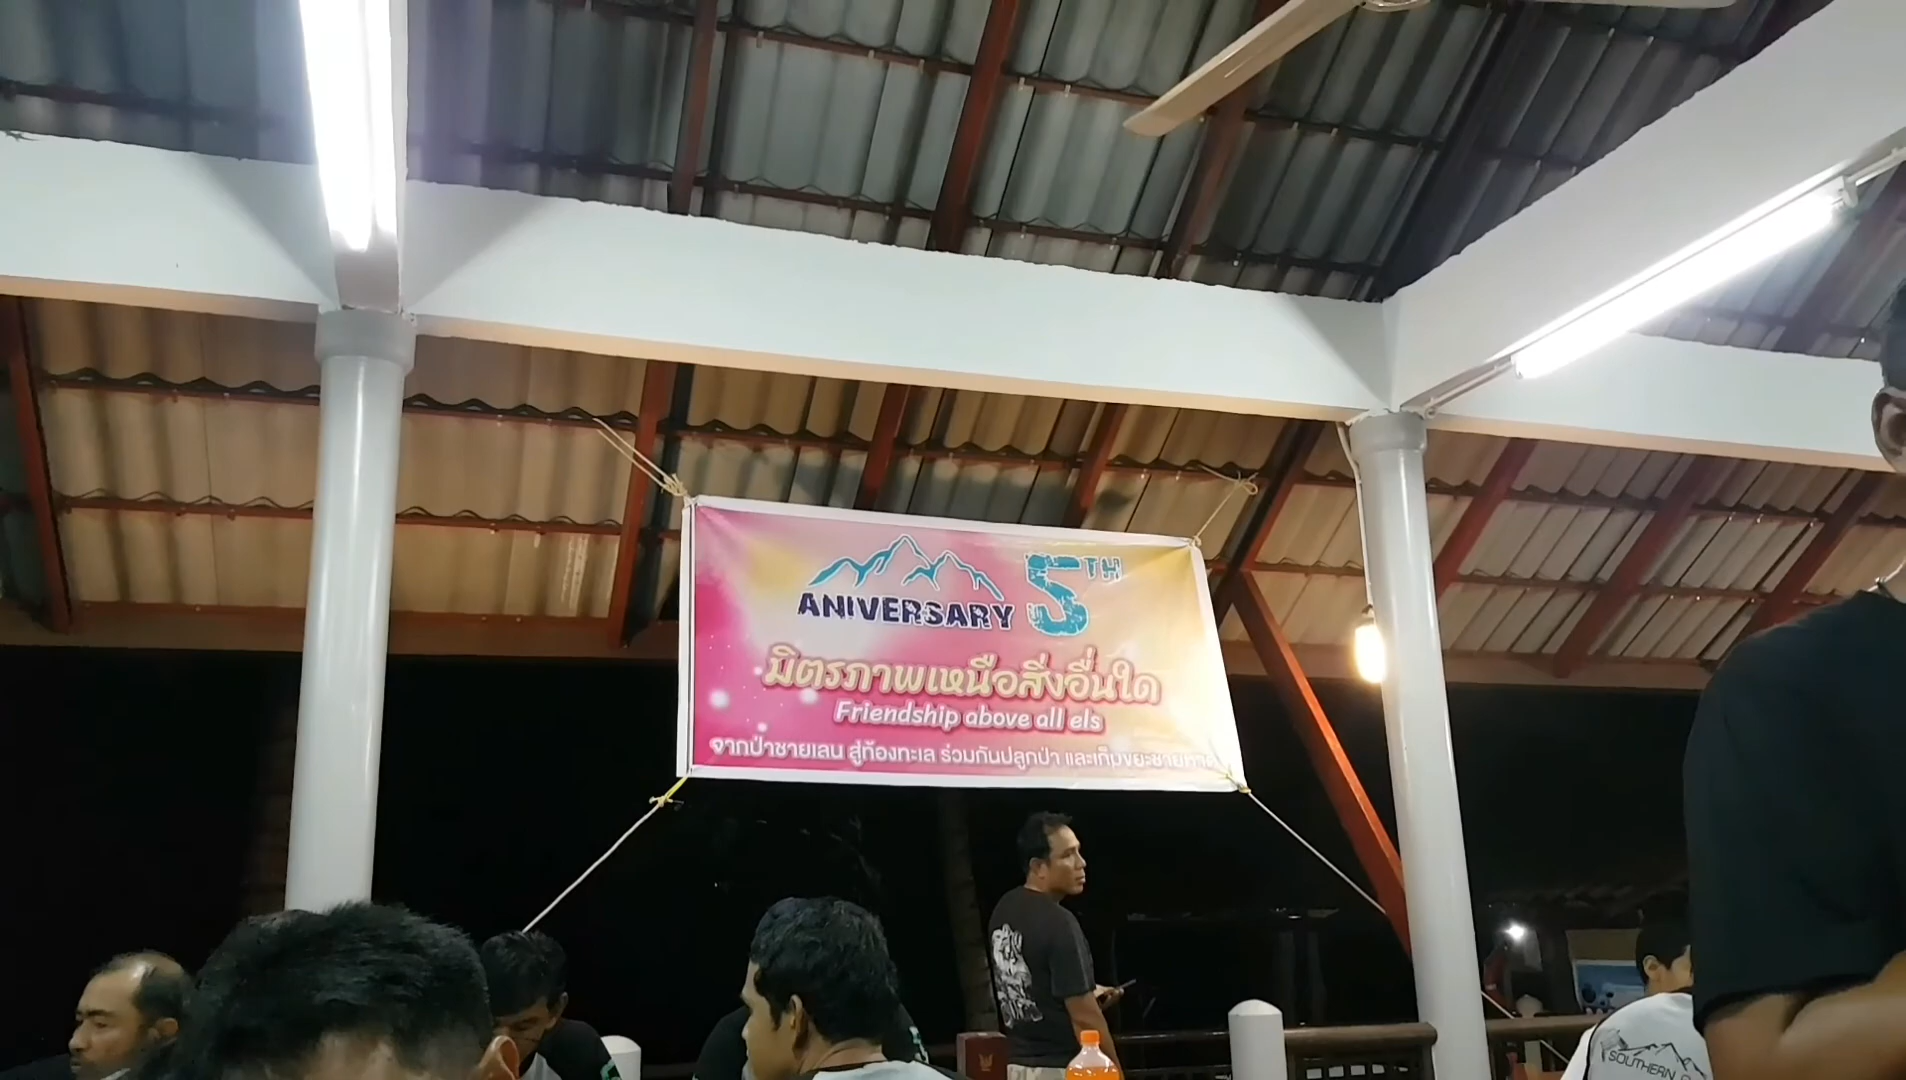 ANIVERSARY 5TH
มิตรภาพเหนือสิ่งอื่นใด
Friendship above all els
จากป่าชายเลน สู่ท้องทะเล ร่วมกันปลูกป่า และเก็บขยะชายหาด
SOUTHERN